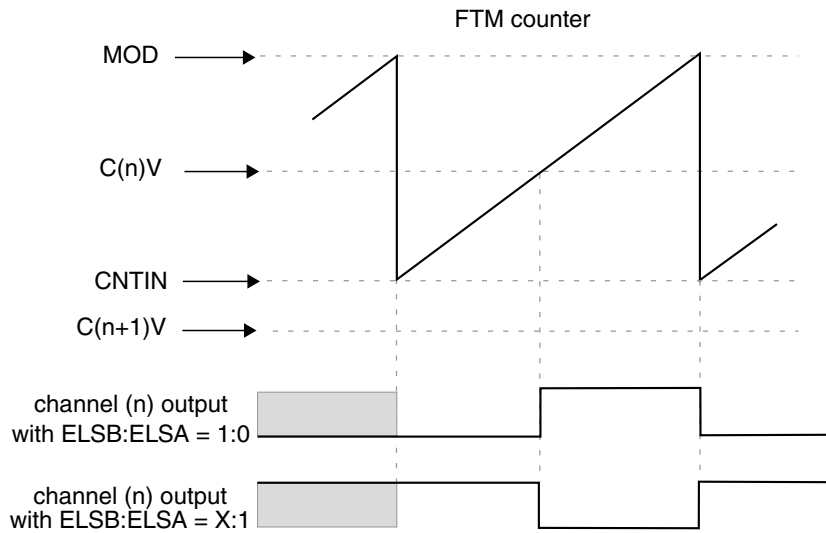 FTM counter
MOD
C(n)V
CNTIN
C(n+1)V
channel (n) output
with ELSB:ELSA = 1:0
channel (n) output
with ELSB:ELSA = X:1